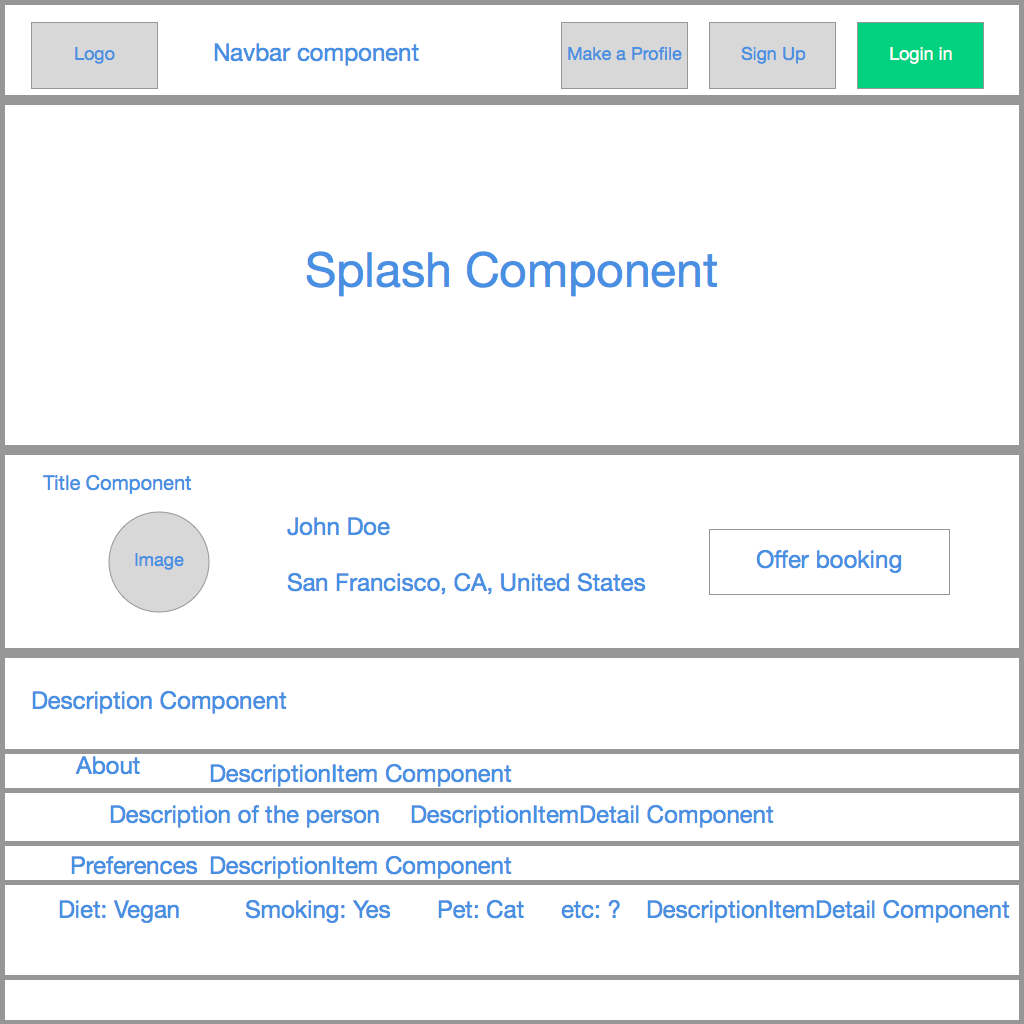 Logo
Navbar component
Make a Profile
Sign Up
Login in
Splash Component
Title Component
Image
John Doe
San Francisco, CA, United States
Offer booking
Description Component
About
DescriptionItem Component
Description of the person
DescriptionItemDetail Component
Preferences
DescriptionItem Component
Diet: Vegan
Smoking: Yes
Pet: Cat
etc: ?
DescriptionItemDetail Component